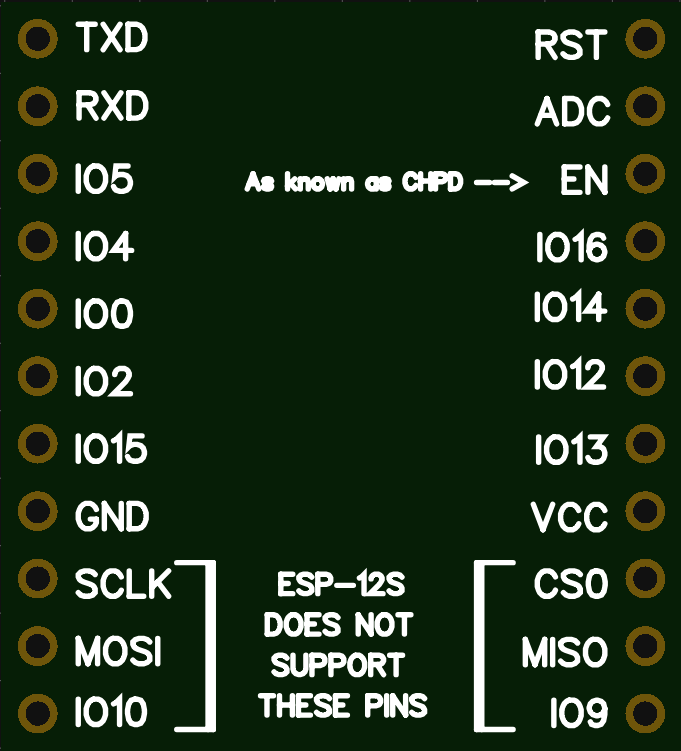 TXD
RST
RXD
ADC
IO5
As known as CHPD -->
EN
IO4
IO16
IO0
IO14
IO2
IO12
IO15
IO13
GND
VCC
SCLK
ESP-12S
CS0
DOES NOT
MOSI
SUPPORT
MISO
IO10
THESE PINS
IO9